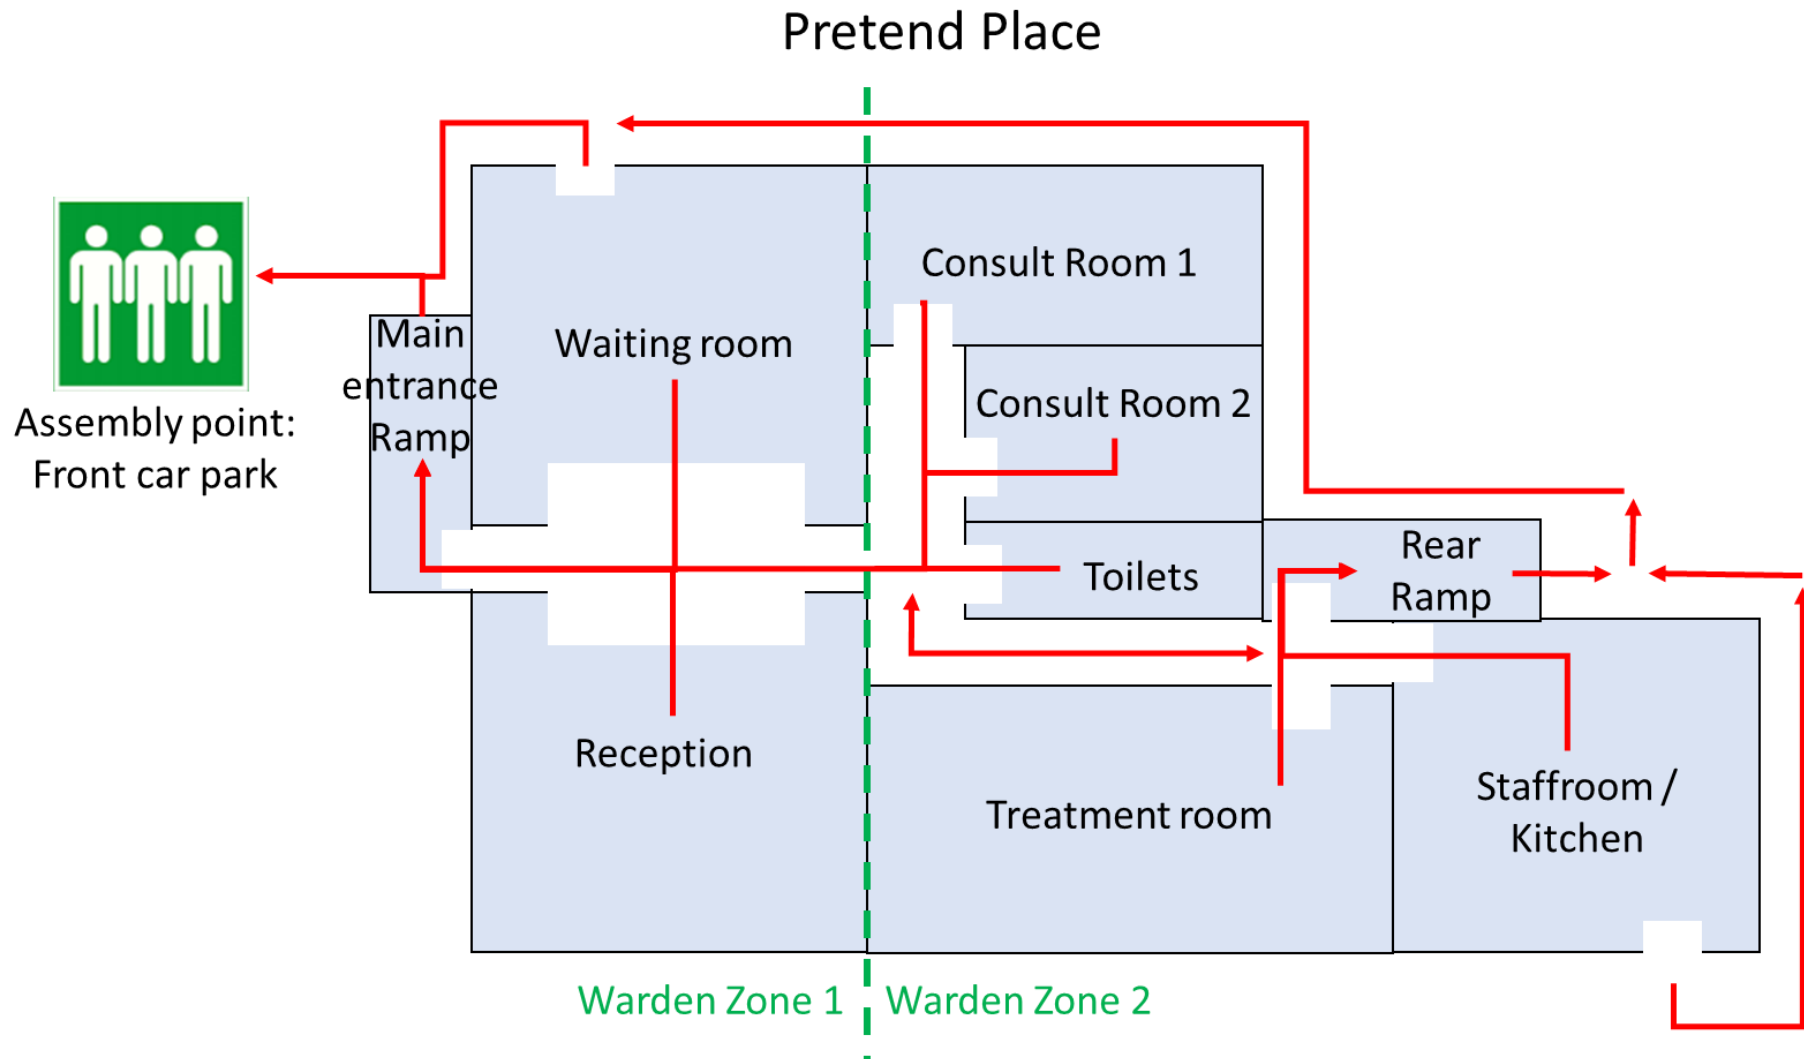 Pretend Place
Consult Room 1
Main
entrance
Ramp
Waiting room
Consult Room 2
Assembly point:
Front car park
Toilets
Rear
Ramp
Reception
Treatment room
Staffroom /
Kitchen
Warden Zone 1
Warden Zone 2